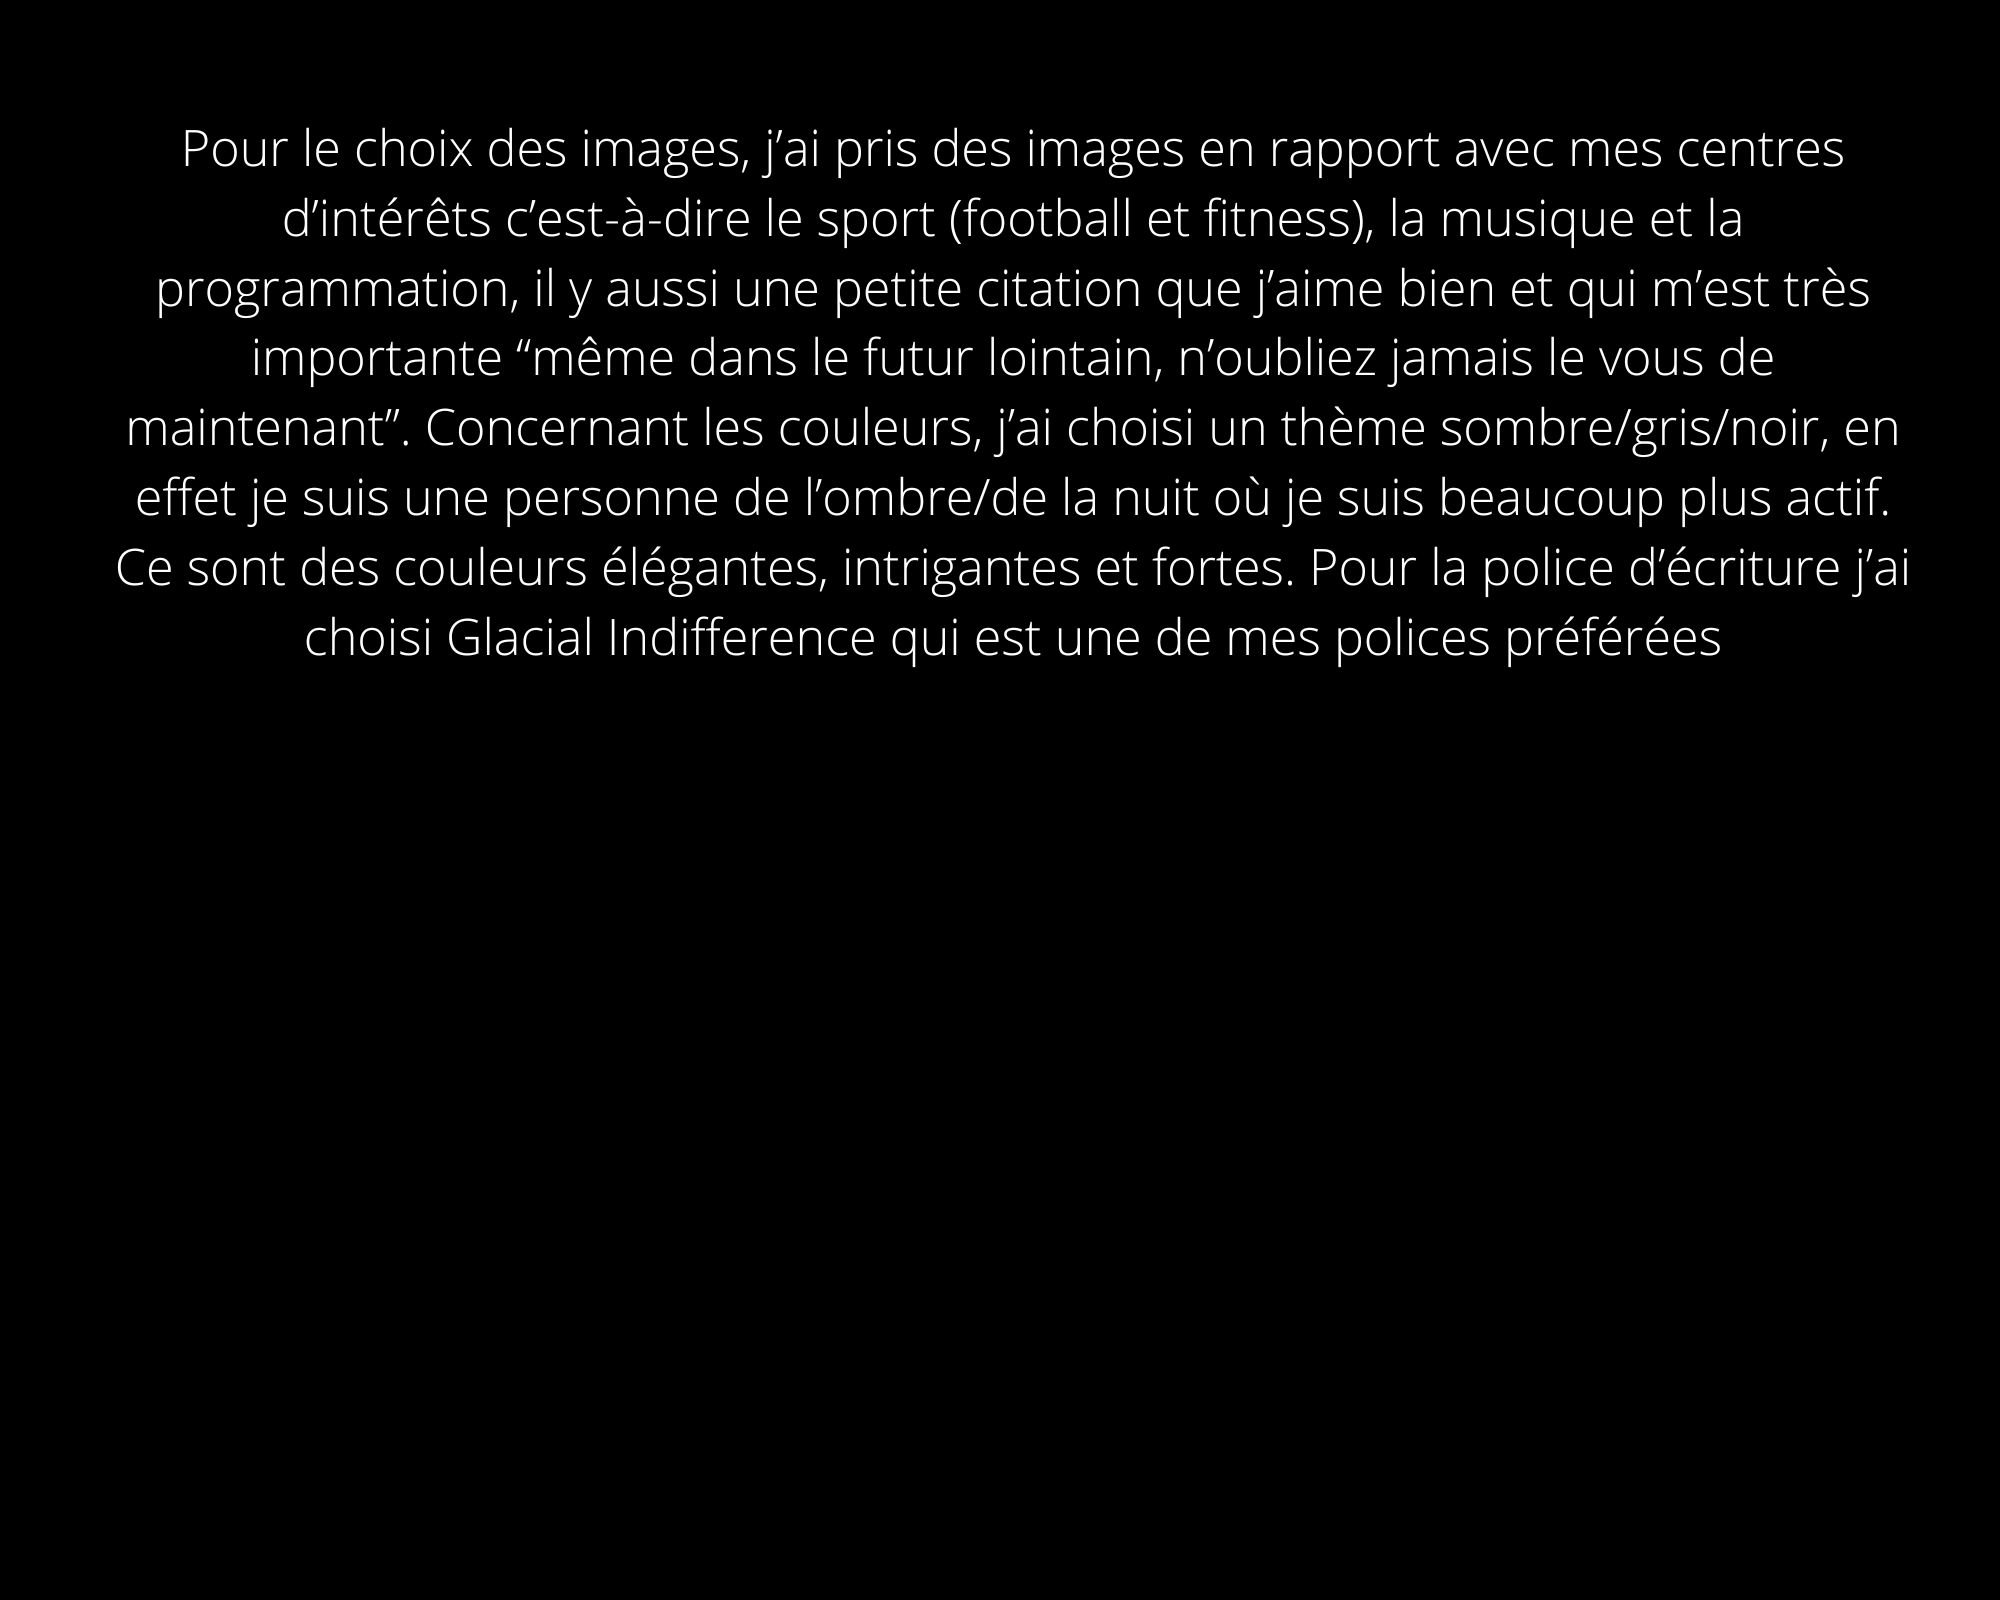 Pour le choix des images, j’ai pris des images en rapport avec mes centres
d’intérêts c’est-à-dire le sport (football et fitness), la musique et la
programmation, il y aussi une petite citation que j’aime bien et qui m’est très
importante “même dans le futur lointain, n’oubliez jamais le vous de
maintenant”. Concernant les couleurs, j’ai choisi un thème sombre/gris/noir, en
effet je suis une personne de l’ombre/de la nuit où je suis beaucoup plus actif.
Ce sont des couleurs élégantes, intrigantes et fortes. Pour la police d’écriture j’ai
choisi Glacial Indifference qui est une de mes polices préférées